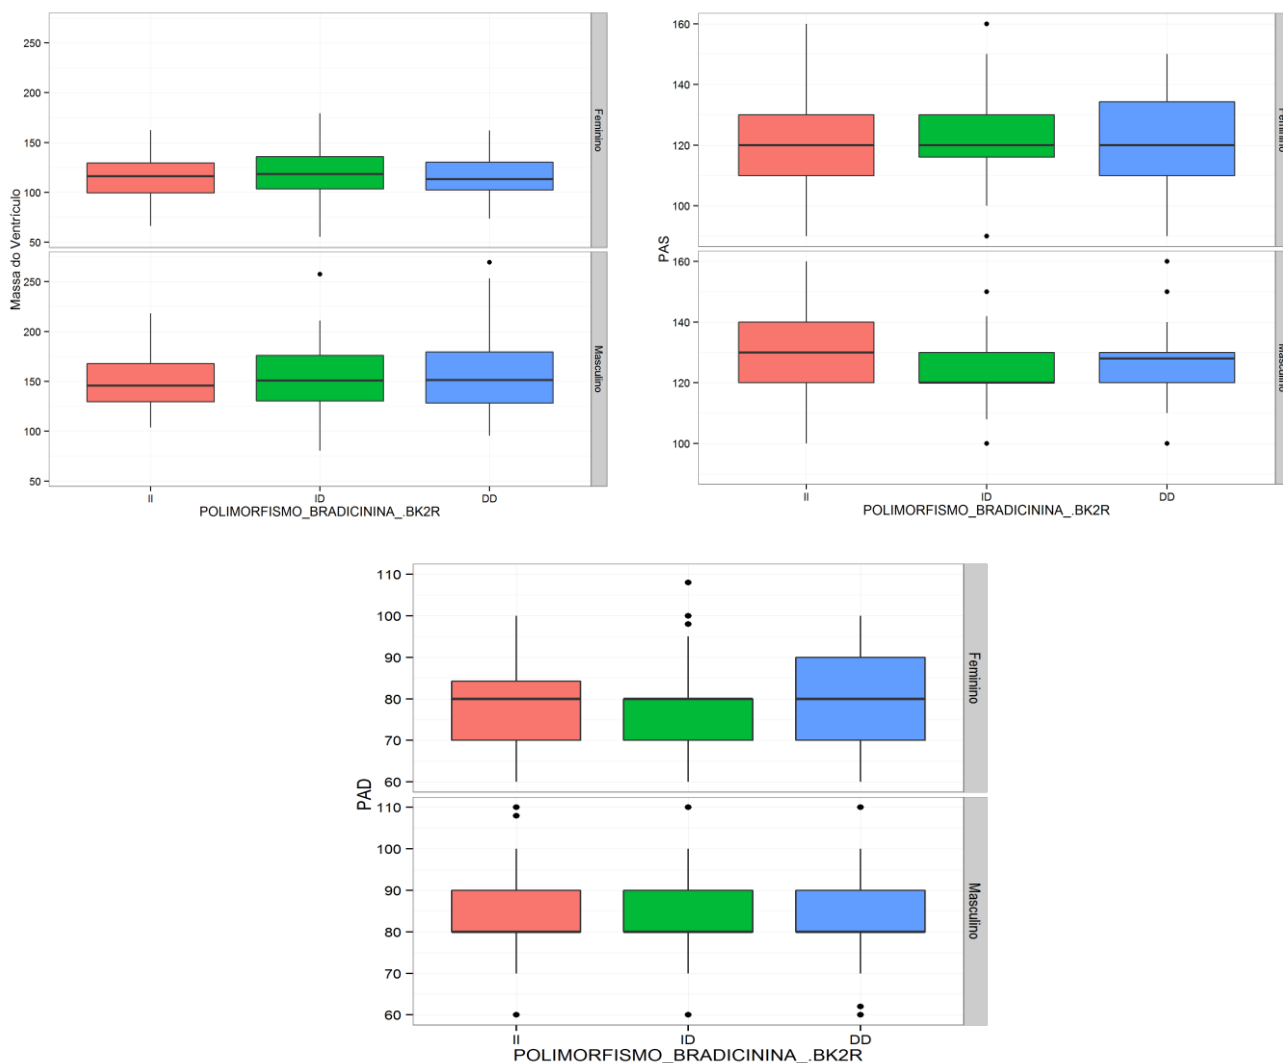 Massa do Ventrículo
250
200
150
100
50
Feminino
250
200
150
100
50
Masculino
II
ID
DD
POLIMORFISMO_BRADICININA_.BK2R
PAS
160
140
120
100
Feminino
160
140
120
100
Masculino
II
ID
DD
POLIMORFISMO_BRADICININA_.BK2R
PAD
110
100
90
80
70
60
Feminino
110
100
90
80
70
60
Masculino
II
ID
DD
POLIMORFISMO_BRADICININA_.BK2R